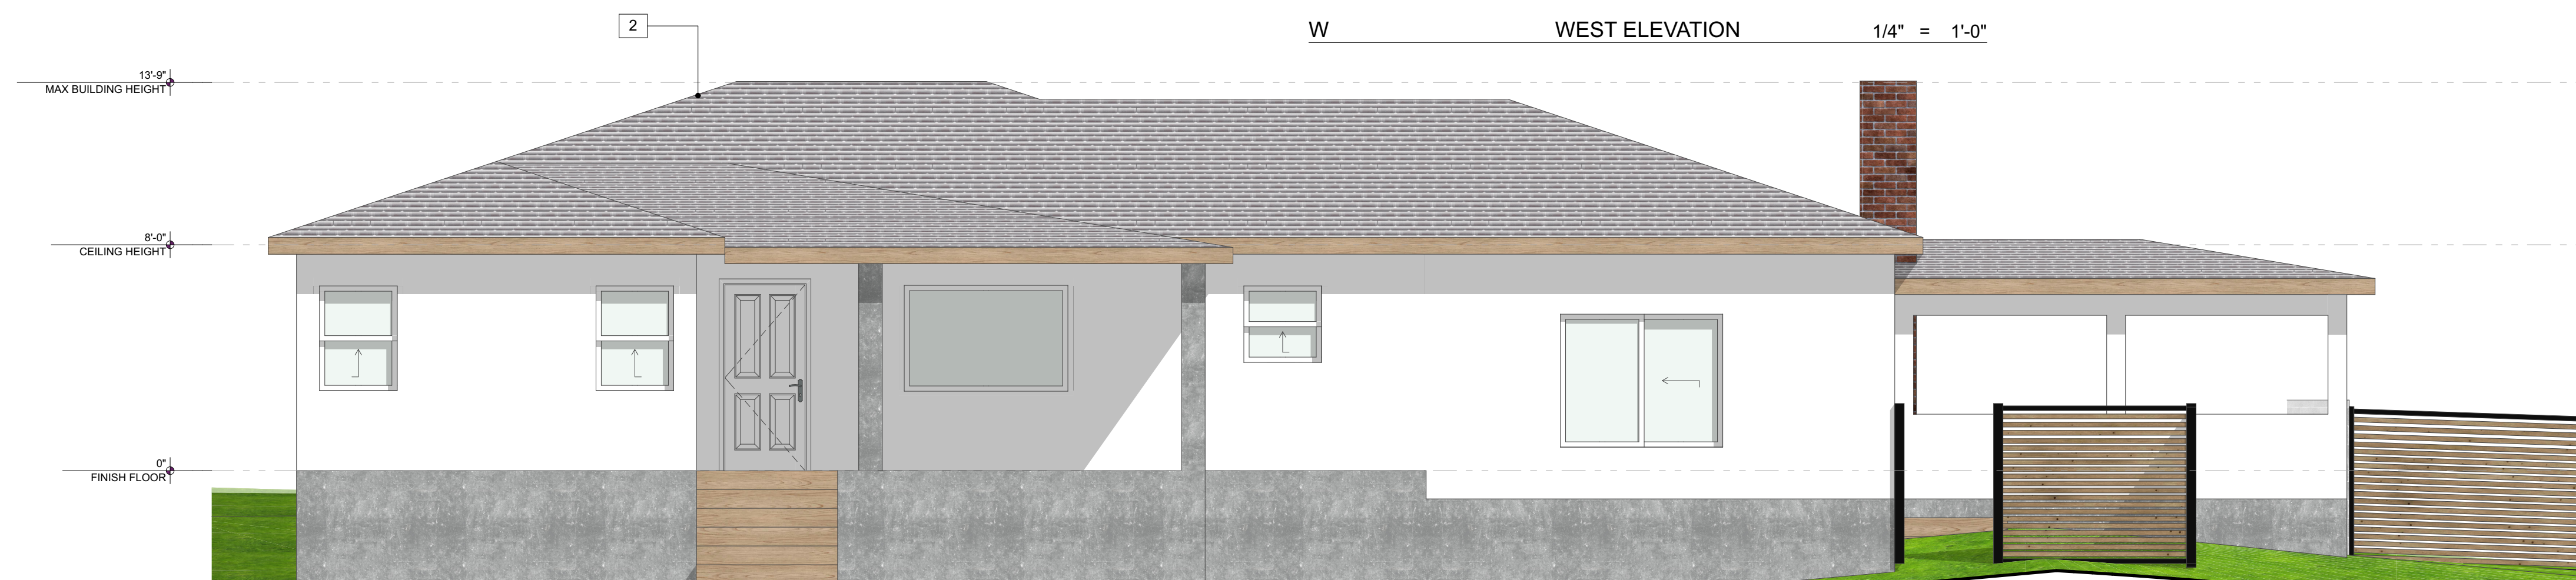 2
W WEST ELEVATION 1/4" = 1'-0"
13'-9"
MAX BUILDING HEIGHT
8'-0"
CEILING HEIGHT
0"
FINISH FLOOR